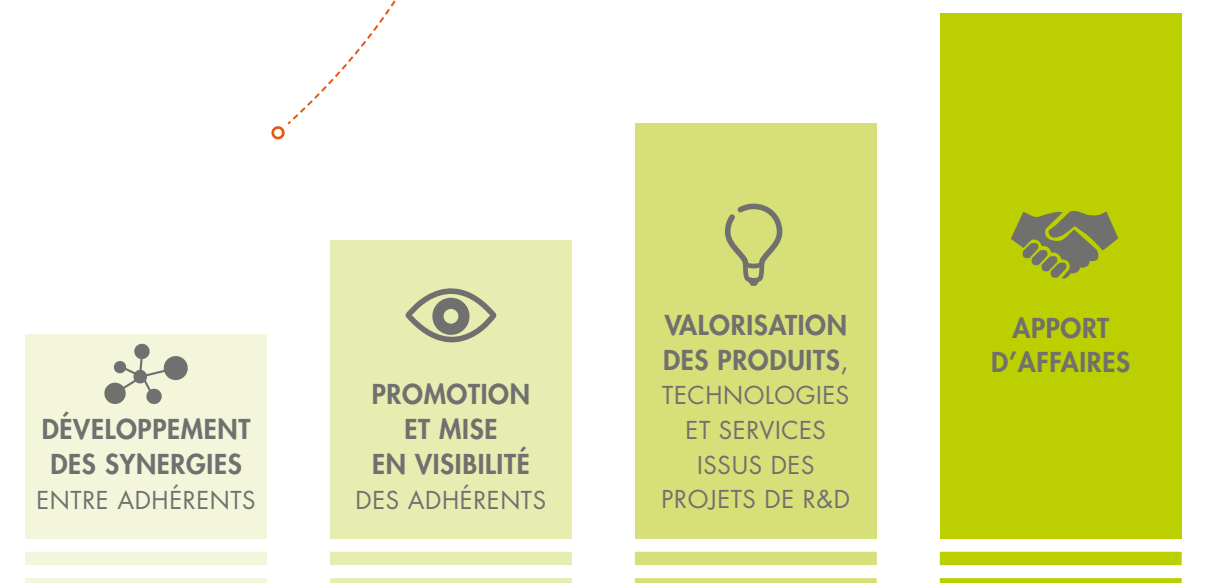 DÉVELOPPEMENT
DES SYNERGIES
ENTRE ADHÉRENTS
PROMOTION
ET MISE
EN VISIBILITÉ
DES ADHÉRENTS
VALORISATION
DES PRODUITS,
TECHNOLOGIES
ET SERVICES
ISSUS DES
PROJETS DE R&D
APPORT
D’AFFAIRES